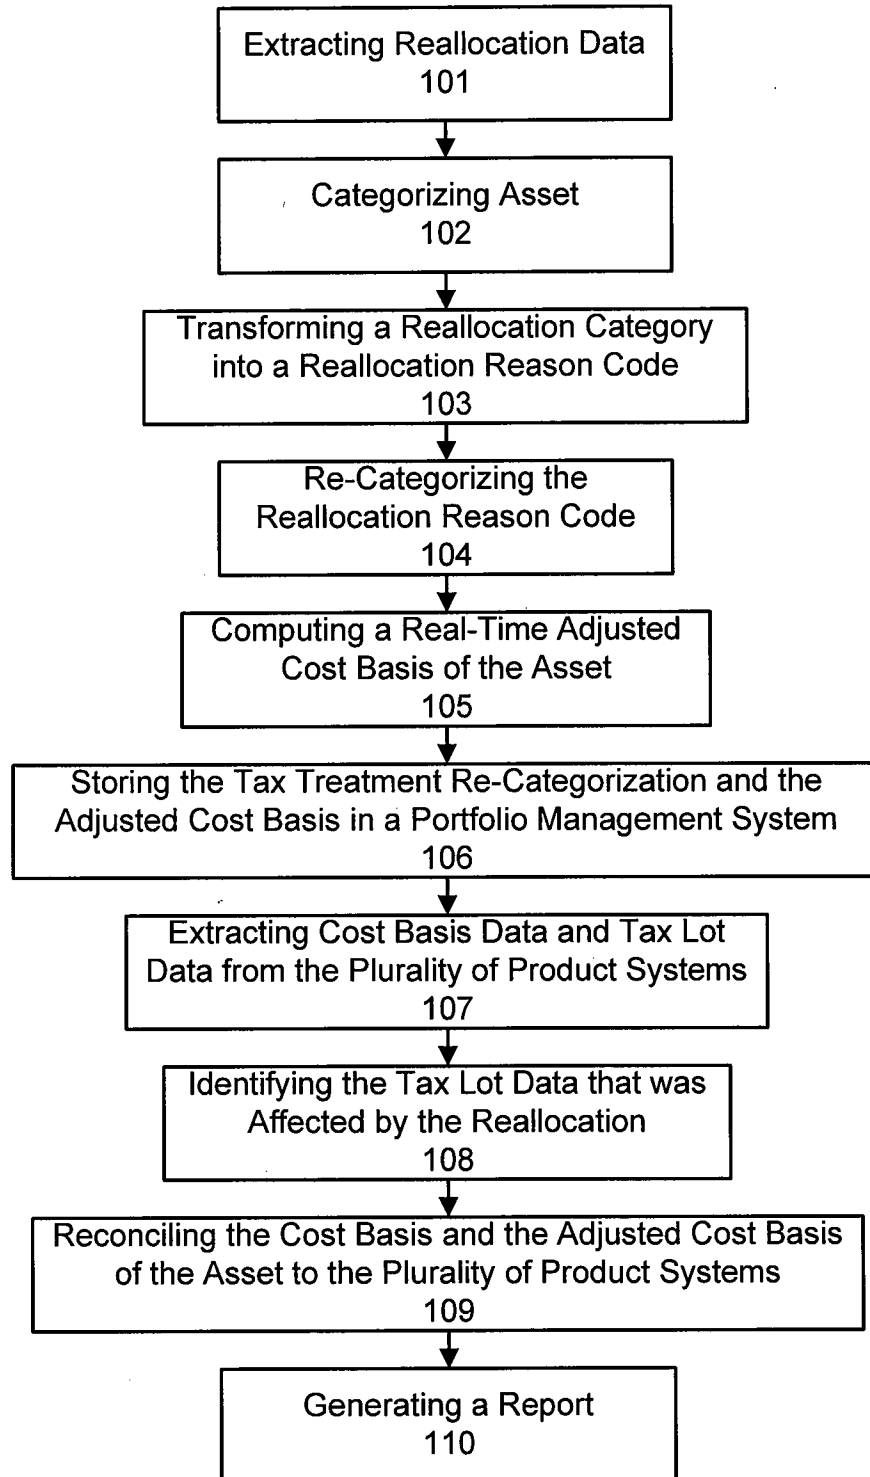 Extracting Reallocation Data
101
Categorizing Asset
102
Transforming a Reallocation Category
into a Reallocation Reason Code
103
Re-Categorizing the
Reallocation Reason Code
104
Computing a Real-Time Adjusted
Cost Basis of the Asset
105
Storing the Tax Treatment Re-Categorization and the
Adjusted Cost Basis in a Portfolio Management System
106
Extracting Cost Basis Data and Tax Lot
Data from the Plurality of Product Systems
107
Identifying the Tax Lot Data that was
Affected by the Reallocation
108
Reconciling the Cost Basis and the Adjusted Cost Basis
of the Asset to the Plurality of Product Systems
109
Generating a Report
110